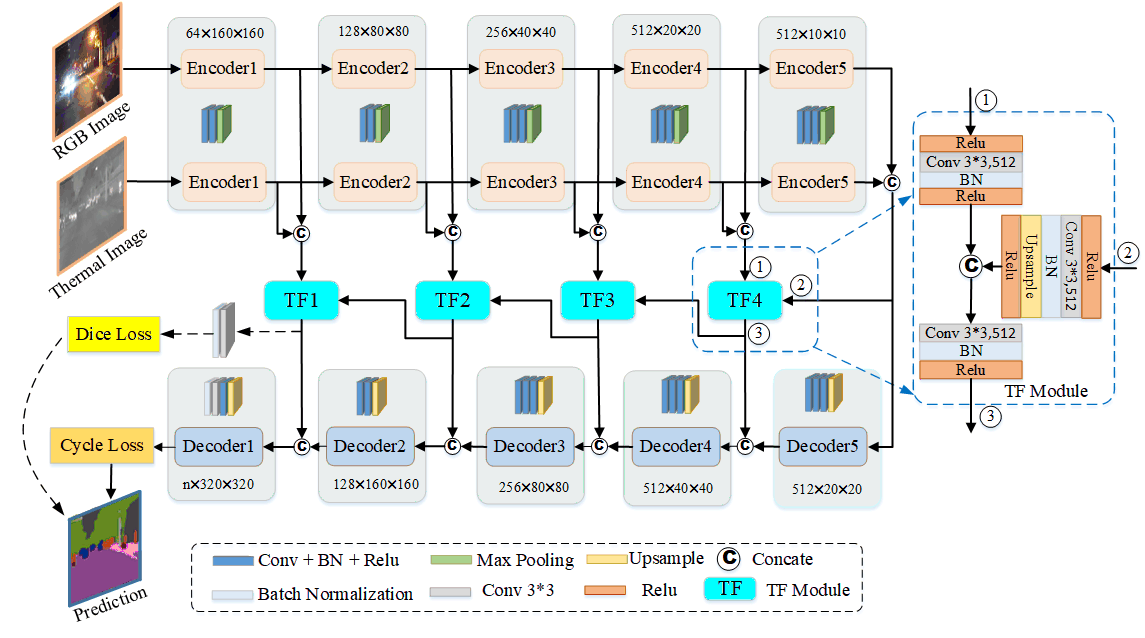 64×160×160
128×80×80
256×40×40
512×20×20
512×10×10
RGB Image
Encoder1
Encoder2
Encoder3
Encoder4
Encoder5
Thermal Image
Encoder1
Encoder2
Encoder3
Encoder4
Encoder5
C
C
C
C
C
TF1
TF2
TF3
TF4
1
2
3
1
Relu
Conv 3*3,512
BN
Relu
C
Relu
Upsample
BN
Conv 3*3,512
Relu
2
Conv 3*3,512
BN
Relu
TF Module
3
Dice Loss
Cycle Loss
Decoder1
C
Decoder2
C
Decoder3
C
Decoder4
C
Decoder5
n×320×320
128×160×160
256×80×80
512×40×40
512×20×20
Prediction
Conv + BN + Relu
Max Pooling
Upsample
C
Concate
Batch Normalization
Conv 3*3
Relu
TF
TF Module